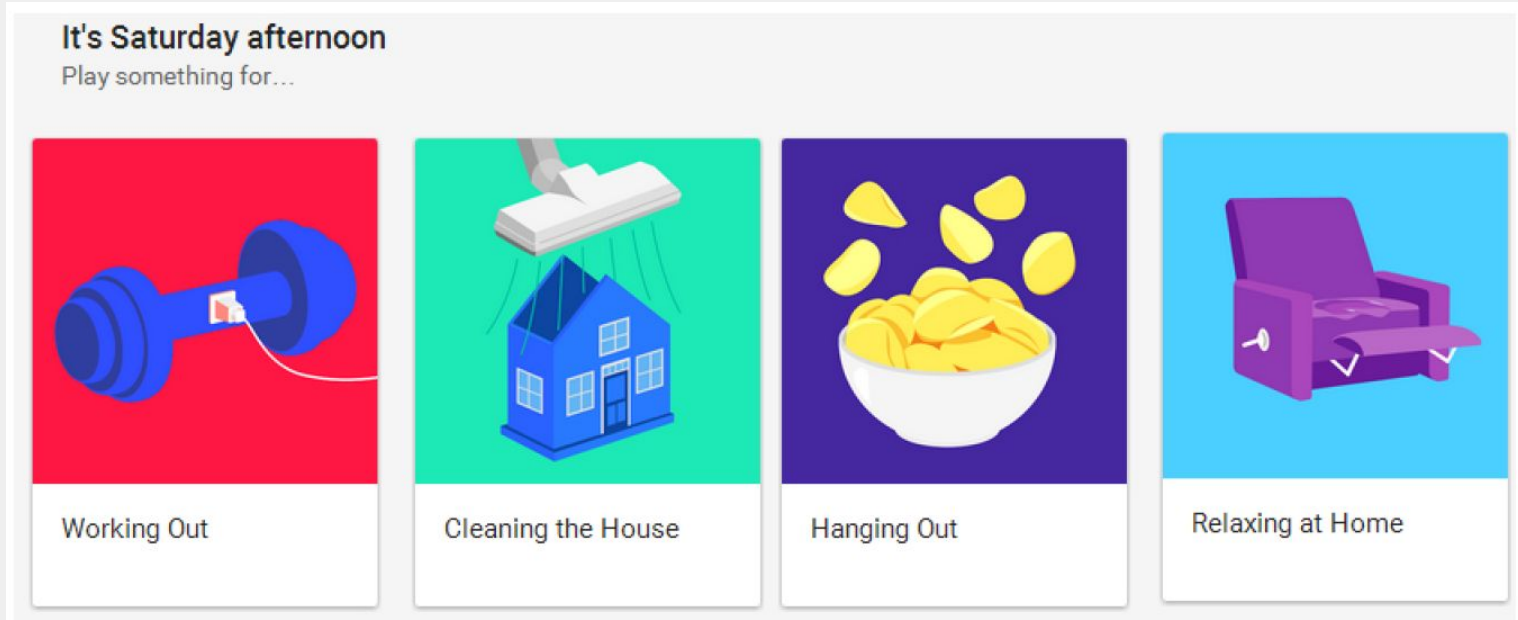 It's Saturday afternoon
Play something for...
Working Out
Cleaning the House
Hanging Out
Relaxing at Home